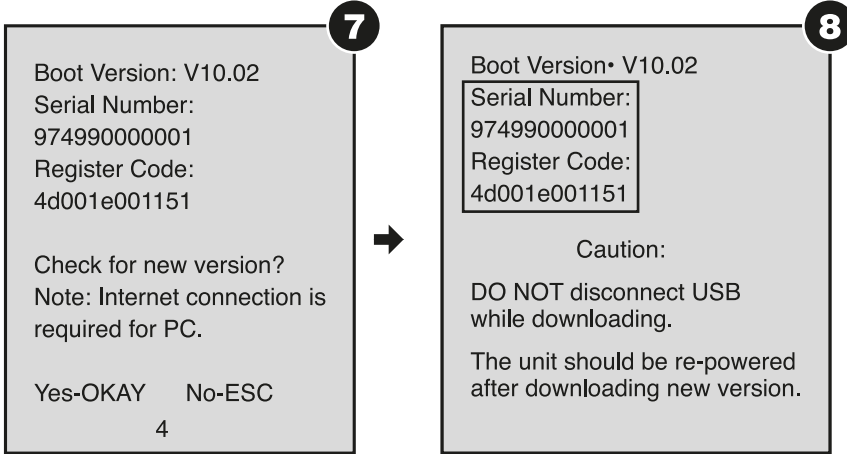 7
Boot Version: V10.02
Serial Number:
974990000001
Register Code:
4d001e001151
Check for new version?
Note: Internet connection is
required for PC.
Yes-OKAY No-ESC
4
8
Boot Version• V10.02
Serial Number:
974990000001
Register Code:
4d001e001151
Caution:
DO NOT disconnect USB
while downloading.
The unit should be re-powered
after downloading new version.